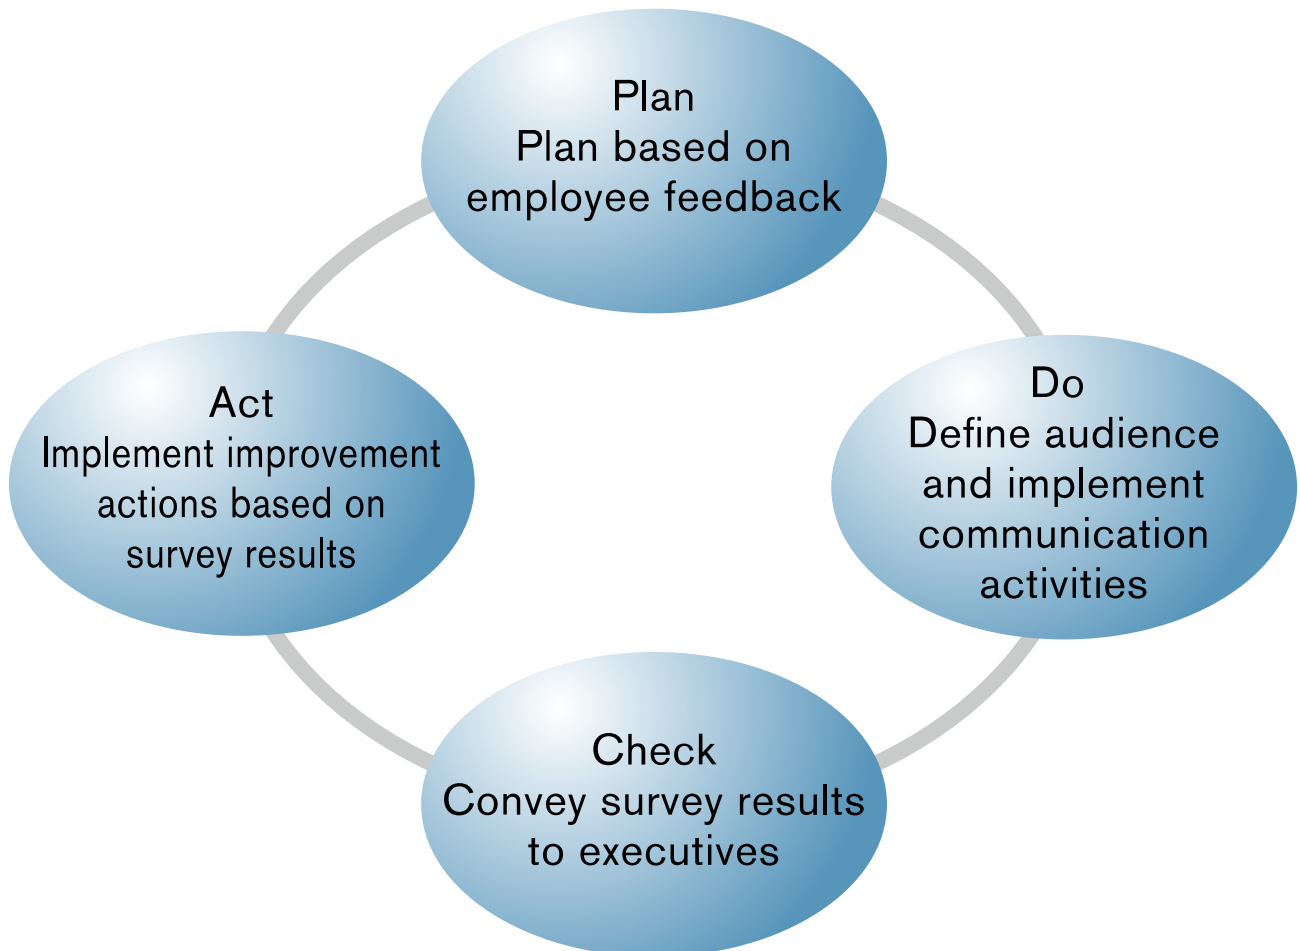 Plan
Plan based on
employee feedback
Do
Define audience
and implement
communication
activities
Check
Convey survey results
to executives
Act
Implement improvement
actions based on
survey results